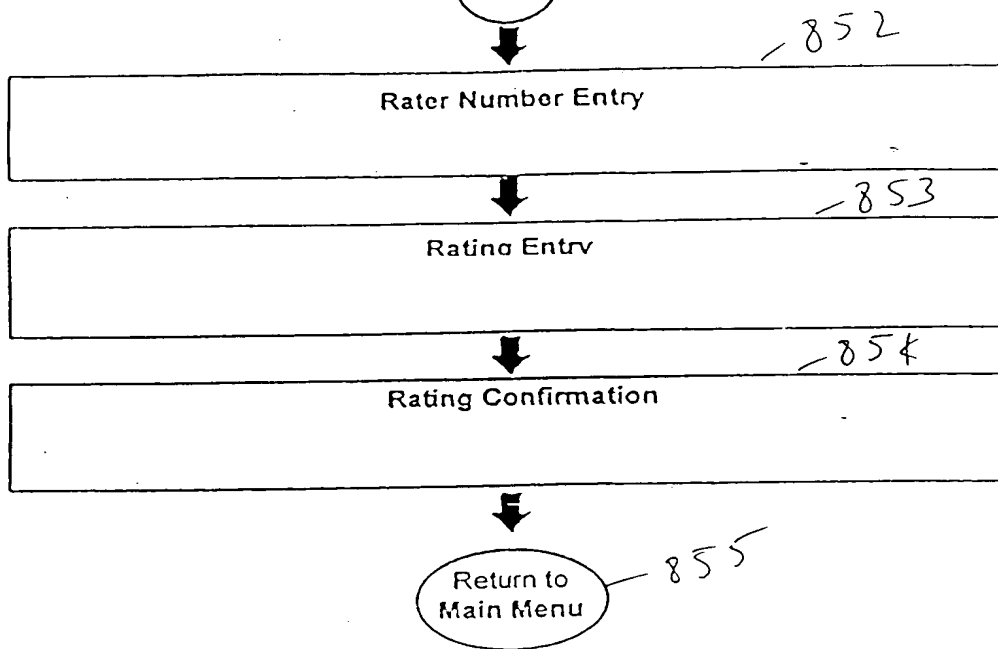 852
Rater Number Entry
853
Rating Entry
854
Rating Confirmation
Return to
Main Menu
855